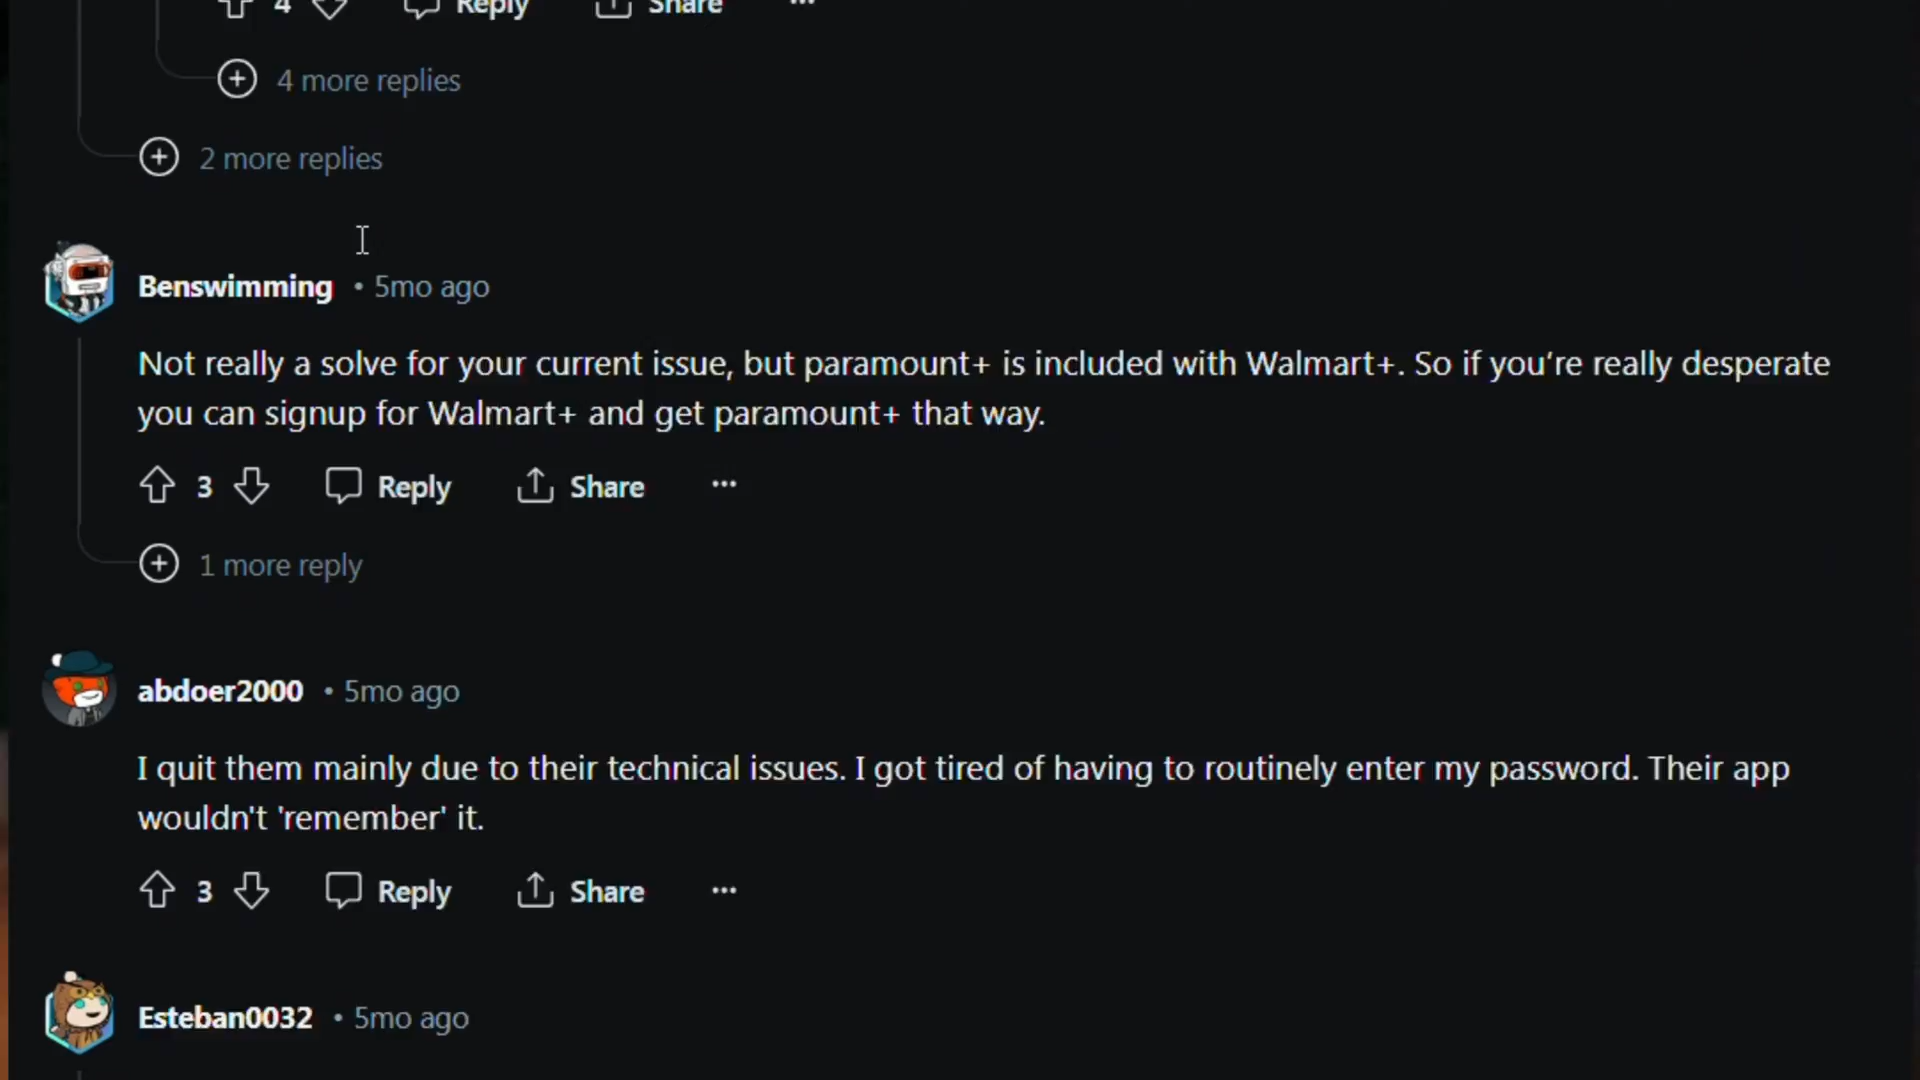 4 Reply Share ...
4 more replies
2 more replies
Benswimming • 5mo ago
Not really a solve for your current issue, but paramount+ is included with Walmart+. So if you’re really desperate
you can signup for Walmart+ and get paramount+ that way.
3 Reply Share ...
1 more reply
abdoer2000 • 5mo ago
I quit them mainly due to their technical issues. I got tired of having to routinely enter my password. Their app
wouldn't 'remember' it.
3 Reply Share ...
Esteban0032 • 5mo ago